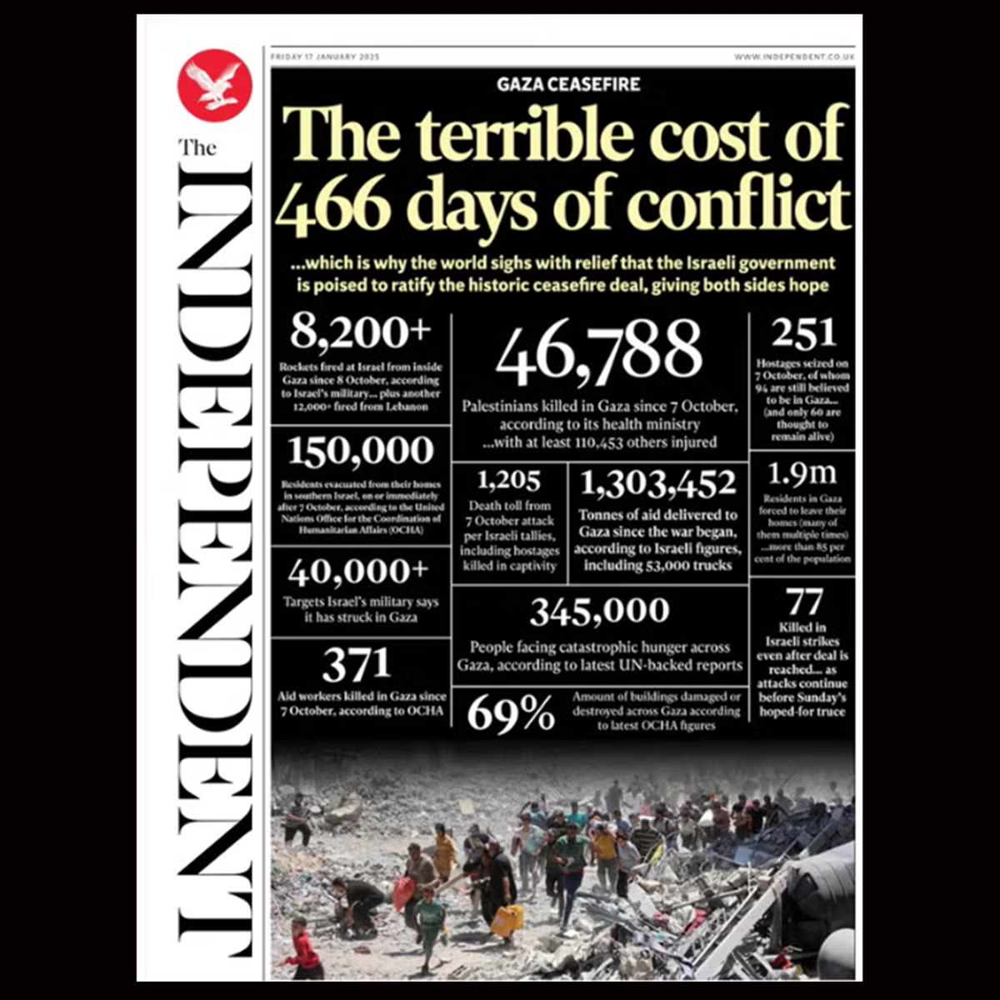 FRIDAY 17 JANUARY 2025
WWW.INDEPENDENT.CO.UK
The
INDEPENDENT
GAZA CEASEFIRE
The terrible cost of
466 days of conflict
...which is why the world sighs with relief that the Israeli government
is poised to ratify the historic ceasefire deal, giving both sides hope
8,200+
Rockets fired at Israel from inside
Gaza since 8 October, according
to Israel's military... plus another
12,000+ fired from Lebanon
150,000
Residents evacuated from their homes
in southern Israel, on or immediately
after 7 October, according to the United
Nations Office for the Coordination of
Humanitarian Affairs (OCHA)
40,000+
Targets Israel's military says
it has struck in Gaza
371
Aid workers killed in Gaza since
7 October, according to OCHA
46,788
Palestinians killed in Gaza since 7 October,
according to its health ministry
...with at least 110,453 others injured
1,205
Death toll from
7 October attack
per Israeli tallies,
including hostages
killed in captivity
1,303,452
Tonnes of aid delivered to
Gaza since the war began,
according to Israeli figures,
including 53,000 trucks
345,000
People facing catastrophic hunger across
Gaza, according to latest UN-backed reports
69%
Amount of buildings damaged or
destroyed across Gaza according
to latest OCHA figures
251
Hostages seized on
7 October, of whom
94 are still believed
to be in Gaza...
(and only 60 are
thought to
remain alive)
1.9m
Residents in Gaza
forced to leave their
homes (many of
them multiple times)
...more than 85 per
cent of the population
77
Killed in
Israeli strikes
even after deal is
reached... as
attacks continue
before Sunday's
hoped-for truce